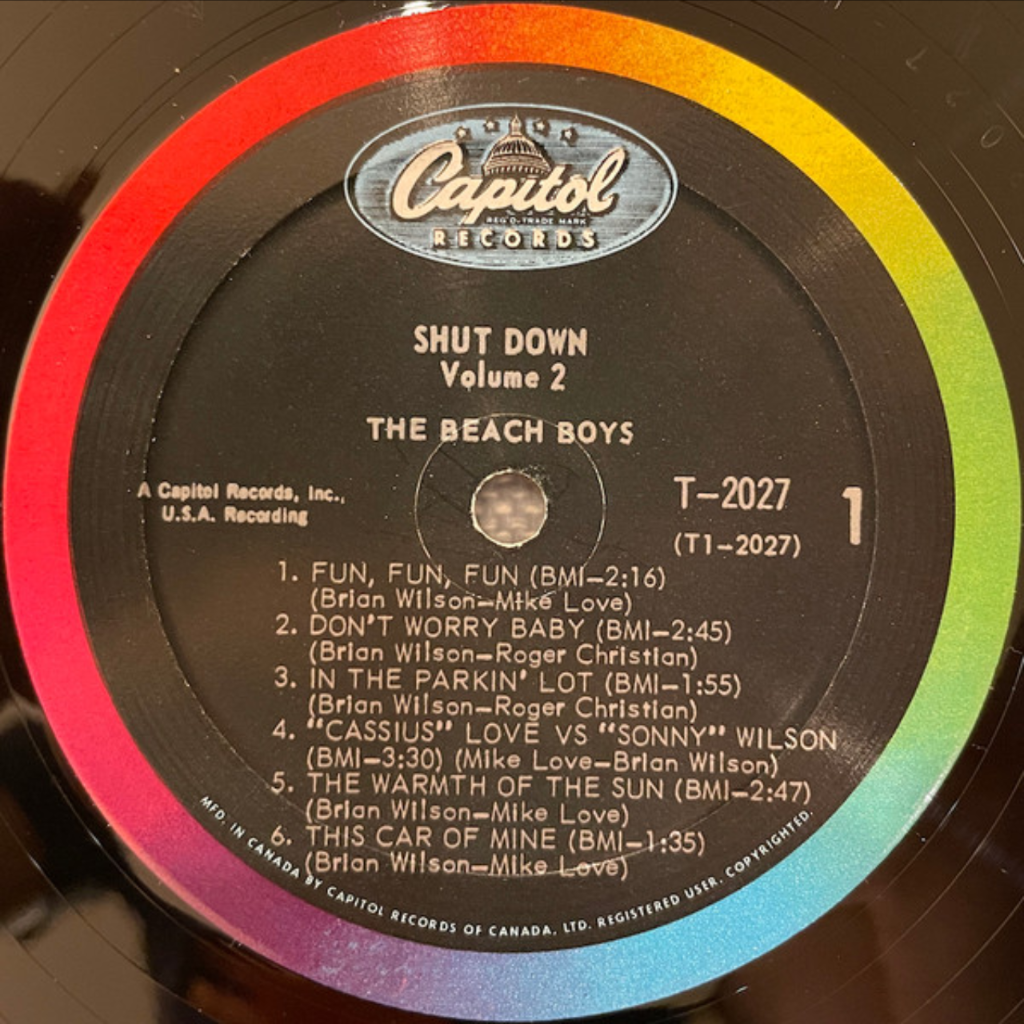 Capitol
REG'D. TRADE MARK
RECORDS
SHUT DOWN
Volume 2
THE BEACH BOYS
A Capitol Records, Inc.,
U.S.A. Recording
T-2027
1
(T1-2027)
1. FUN, FUN, FUN (BMI-2:16)
(Brian Wilson-Mike Love)
2. DON'T WORRY BABY (BMI-2:45)
(Brian Wilson-Roger Christian)
3. IN THE PARKIN' LOT (BMI-1:55)
(Brian Wilson-Roger Christian)
4. "CASSIUS" LOVE VS "SONNY" WILSON
(BMI-3:30) (Mike Love-Brian Wilson)
5. THE WARMTH OF THE SUN (BMI-2:47)
(Brian Wilson-Mike Love)
6. THIS CAR OF MINE (BMI-1:35)
(Brian Wilson-Mike Love)
MFD. IN CANADA BY CAPITOL RECORDS OF CANADA, LTD. REGISTERED USER. COPYRIGHTED.